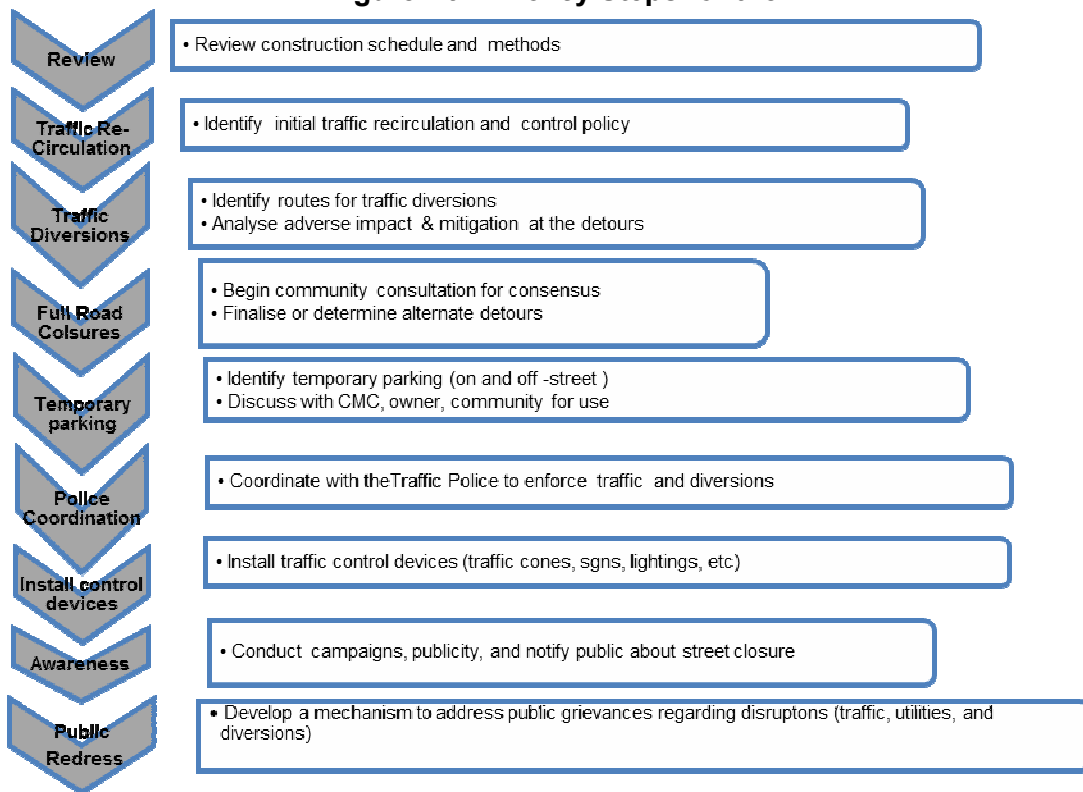 Review
• Review construction schedule and methods
Traffic Re-
Circulation
• Identify initial traffic recirculation and control policy
Traffic
Diversions
• Identify routes for traffic diversions
• Analyse adverse impact & mitigation at the detours
Full Road
Colsures
• Begin community consultation for consensus
• Finalise or determine alternate detours
Temporary
parking
• Identify temporary parking (on and off -street )
• Discuss with CMC, owner, community for use
Police
Coordination
• Coordinate with theTraffic Police to enforce traffic and diversions
Install control
devices
• Install traffic control devices (traffic cones, sgns, lightings, etc)
Awareness
• Conduct campaigns, publicity, and notify public about street closure
Public
Redress
• Develop a mechanism to address public grievances regarding disruptons (traffic, utilities, and
diversions)